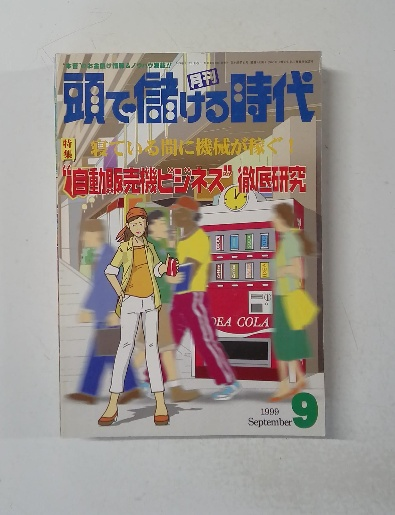 月刊
頭で儲ける時代
特集
寝ている間に機械が稼ぐ！
“自動販売機ビジネス”徹底研究
IDEA COLA
1999
September
9